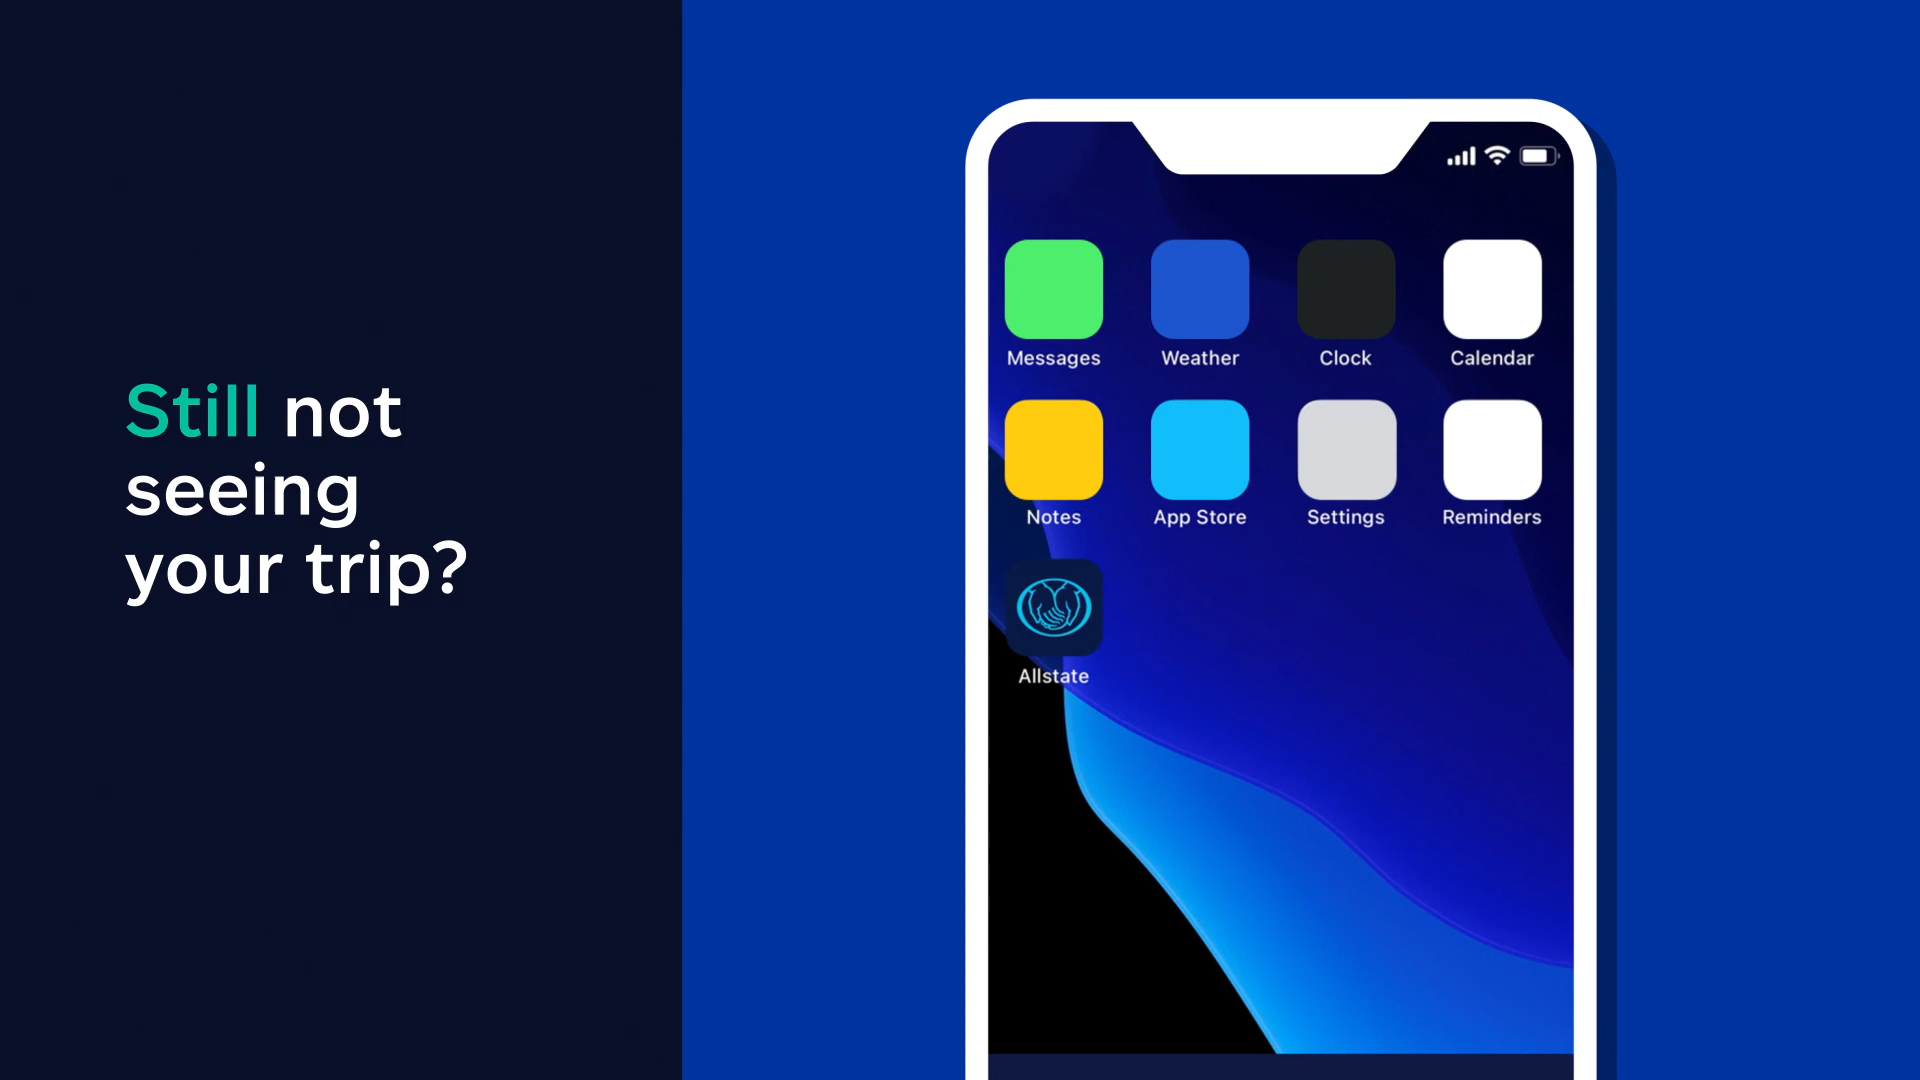 Still not
seeing
your trip?
Messages
Weather
Clock
Calendar
Notes
App Store
Settings
Reminders
Allstate